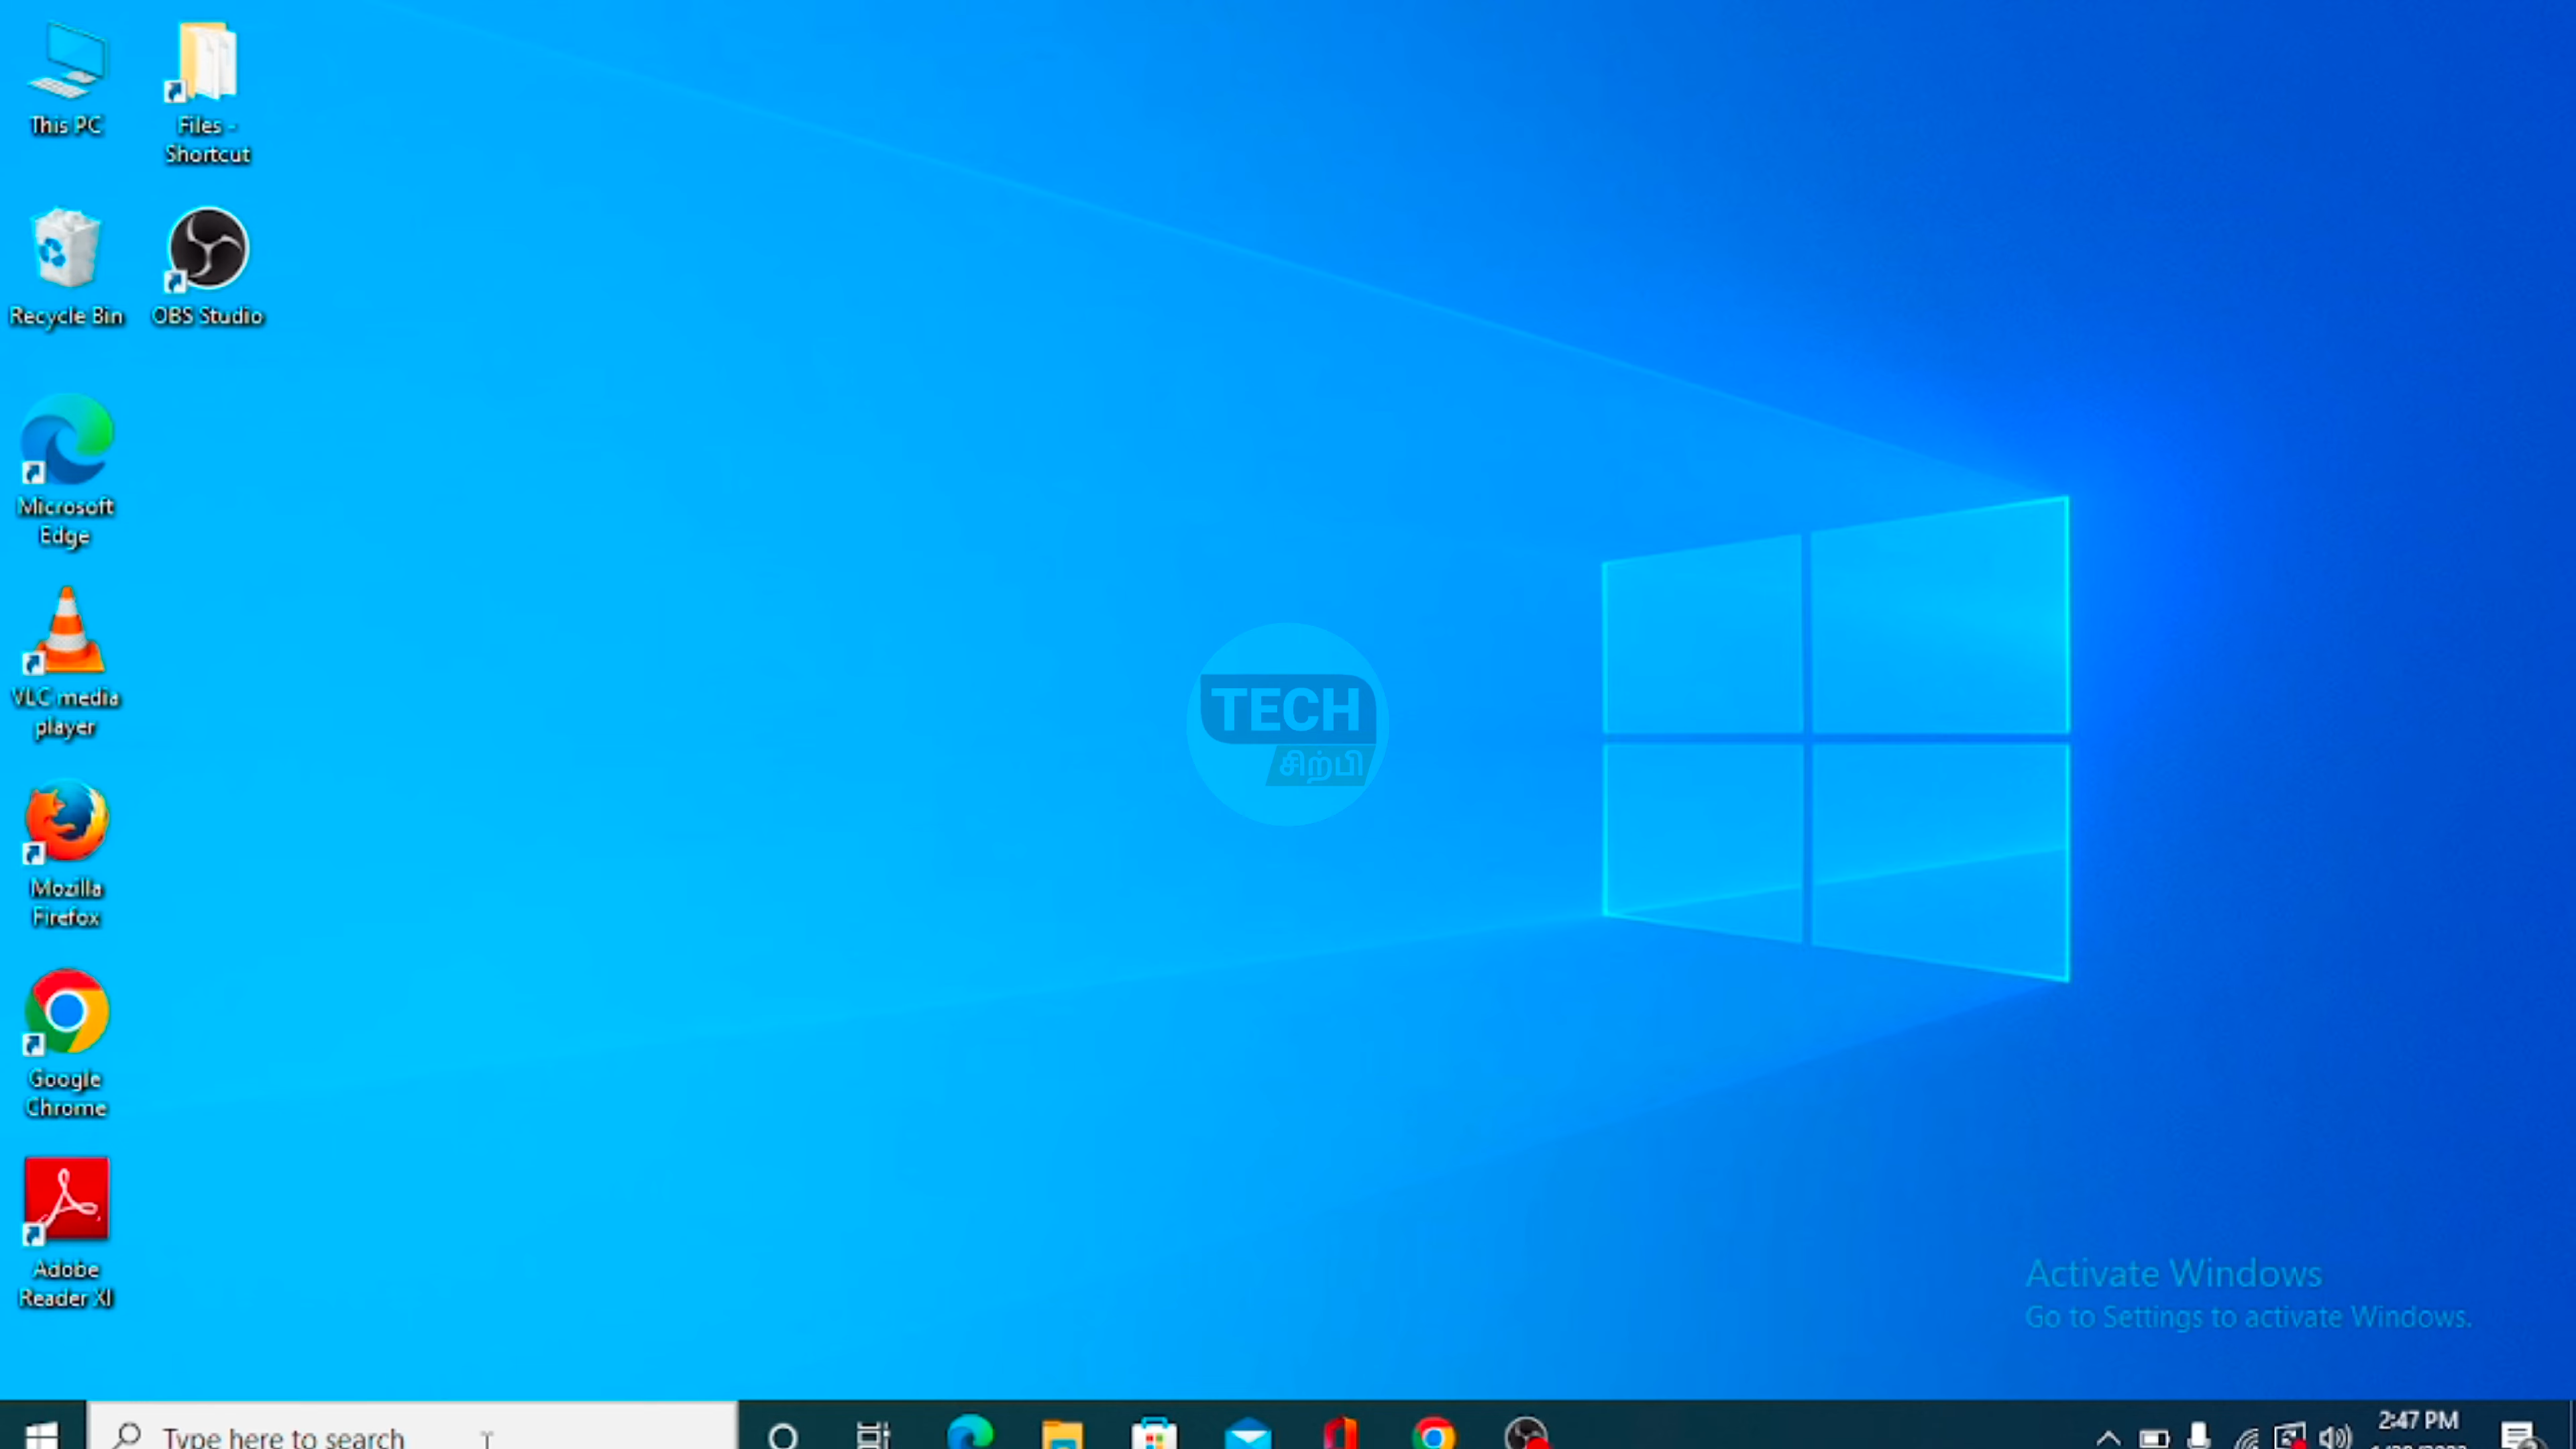 This PC
Files -
Shortcut
Recycle Bin
OBS Studio
Microsoft
Edge
VLC media
player
Mozilla
Firefox
Google
Chrome
Adobe
Reader XI
TECH
சிற்பி
Activate Windows
Go to Settings to activate Windows.
Type here to search
2:47 PM